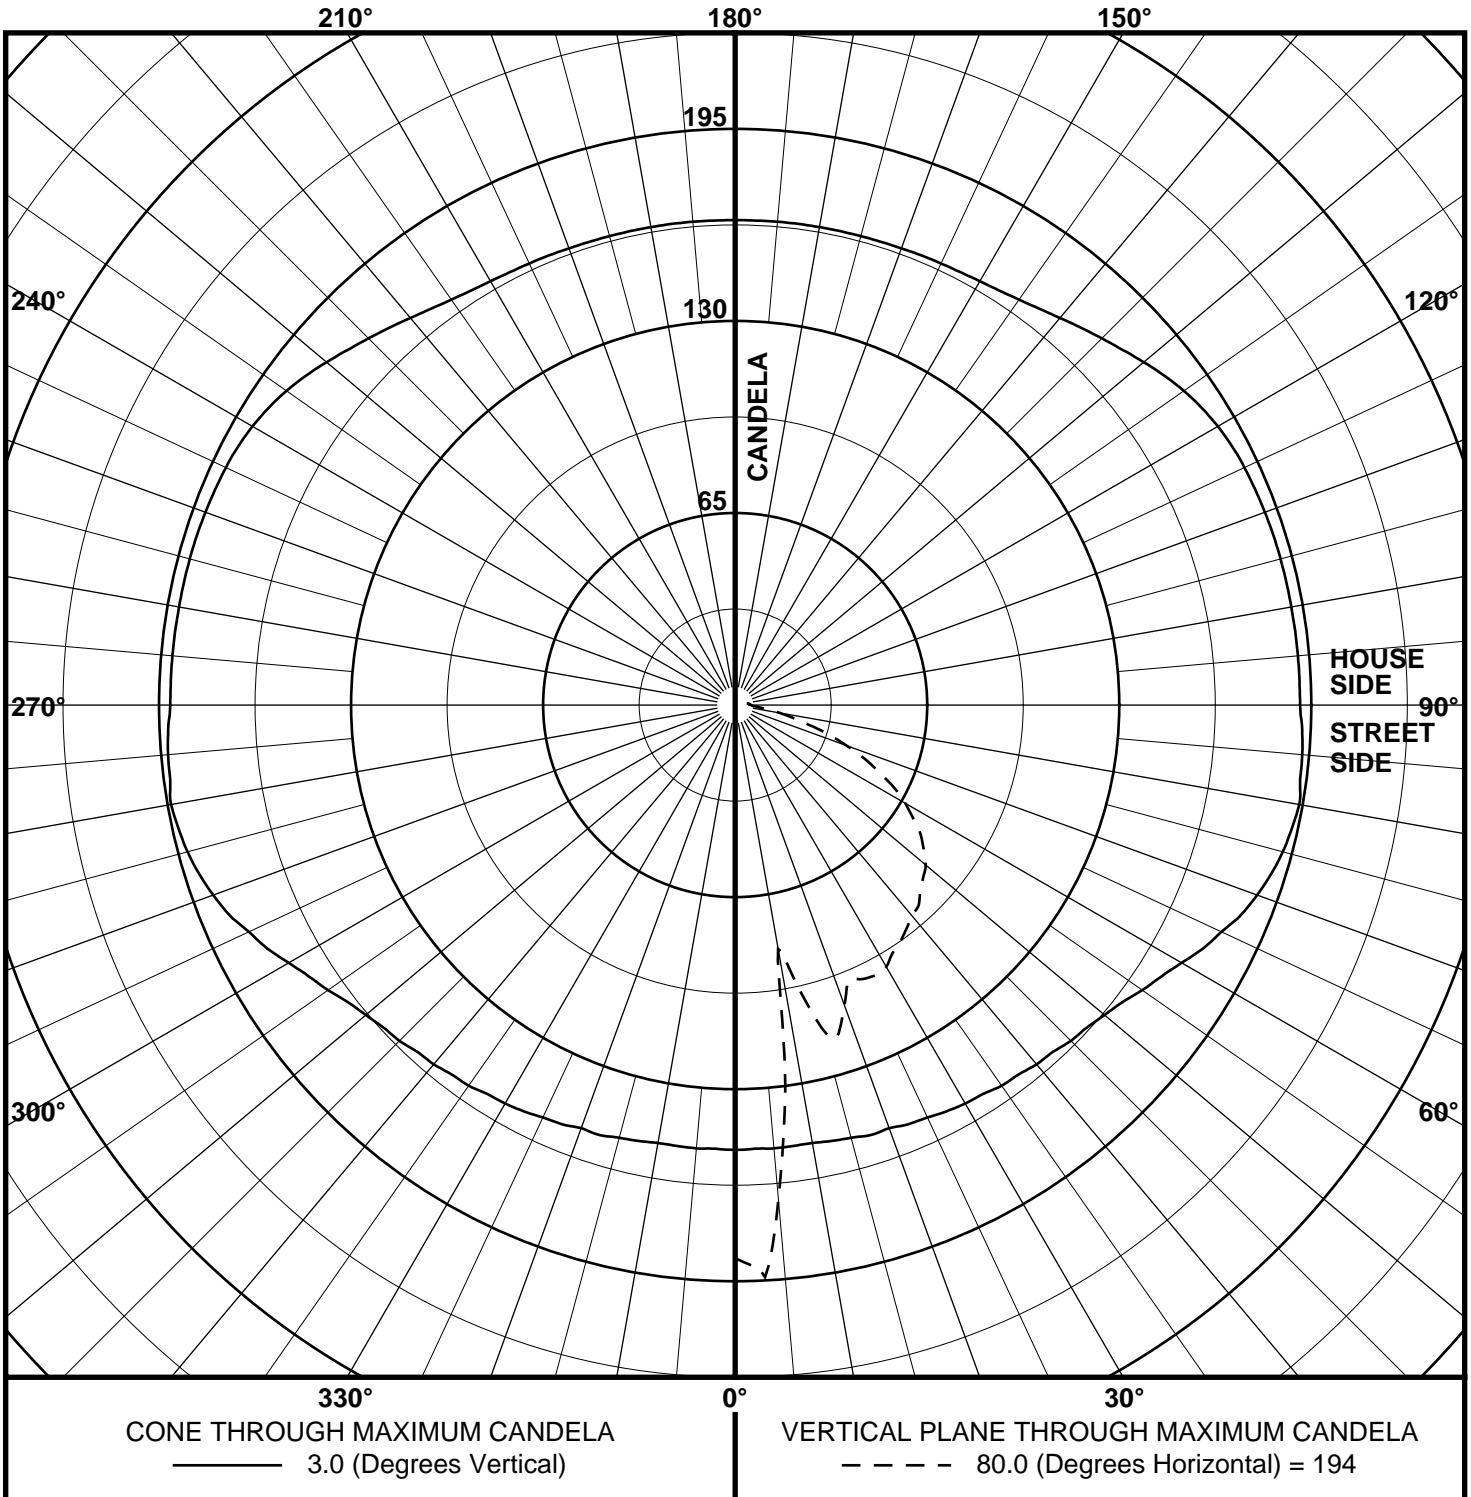 210° 180° 150°
195
240° 120°
130
CANDELA
65
HOUSE
SIDE
270° 90°
STREET
SIDE
300° 60°
330° 0° 30°
CONE THROUGH MAXIMUM CANDELA
3.0 (Degrees Vertical)
VERTICAL PLANE THROUGH MAXIMUM CANDELA
80.0 (Degrees Horizontal) = 194